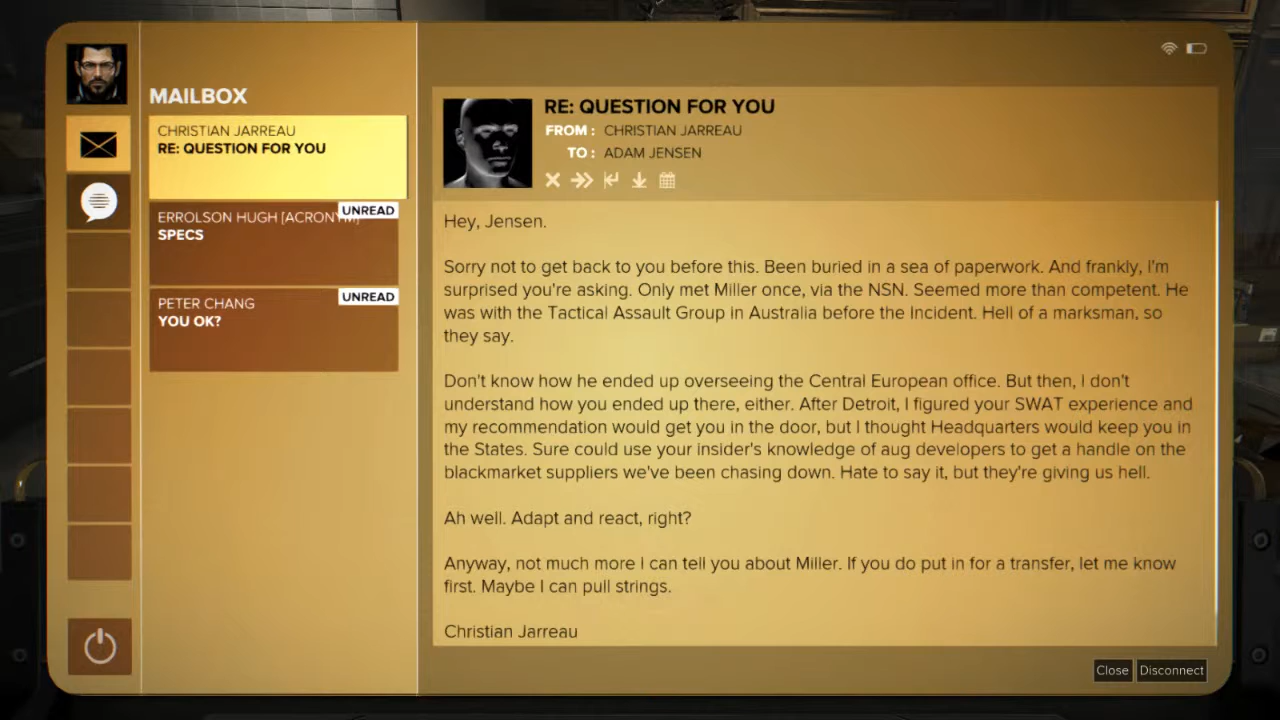 MAILBOX
CHRISTIAN JARREAU
RE: QUESTION FOR YOU
UNREAD
ERROLSON HUGH [ACRONYM]
SPECS
UNREAD
PETER CHANG
YOU OK?
RE: QUESTION FOR YOU
FROM : CHRISTIAN JARREAU
TO : ADAM JENSEN
Hey, Jensen.
Sorry not to get back to you before this. Been buried in a sea of paperwork. And frankly, I'm
surprised you're asking. Only met Miller once, via the NSN. Seemed more than competent. He
was with the Tactical Assault Group in Australia before the Incident. Hell of a marksman, so
they say.
Don't know how he ended up overseeing the Central European office. But then, I don't
understand how you ended up there, either. After Detroit, I figured your SWAT experience and
my recommendation would get you in the door, but I thought Headquarters would keep you in
the States. Sure could use your insider's knowledge of aug developers to get a handle on the
blackmarket suppliers we've been chasing down. Hate to say it, but they're giving us hell.
Ah well. Adapt and react, right?
Anyway, not much more I can tell you about Miller. If you do put in for a transfer, let me know
first. Maybe I can pull strings.
Christian Jarreau
Close
Disconnect